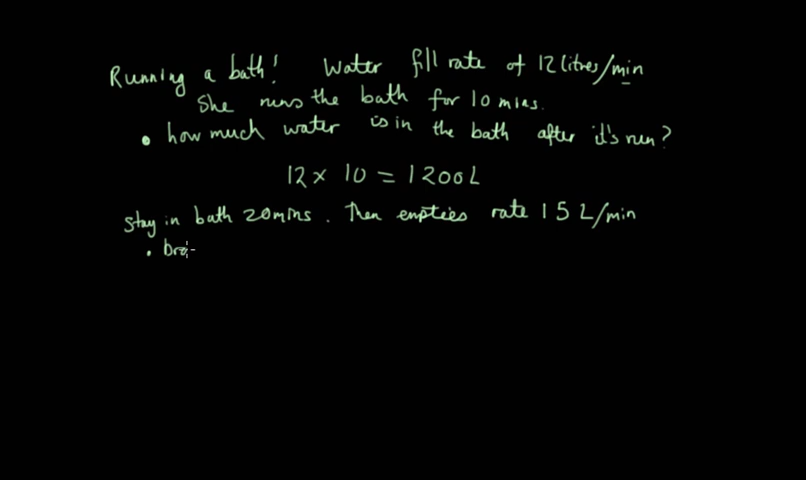 Running a bath! Water fill rate of 12 litres/min
She runs the bath for 10 mins.
• how much water is in the bath after it's run?
12 x 10 = 1200L
Stay in bath 20mins. Then empties rate 15 L/min
• bra